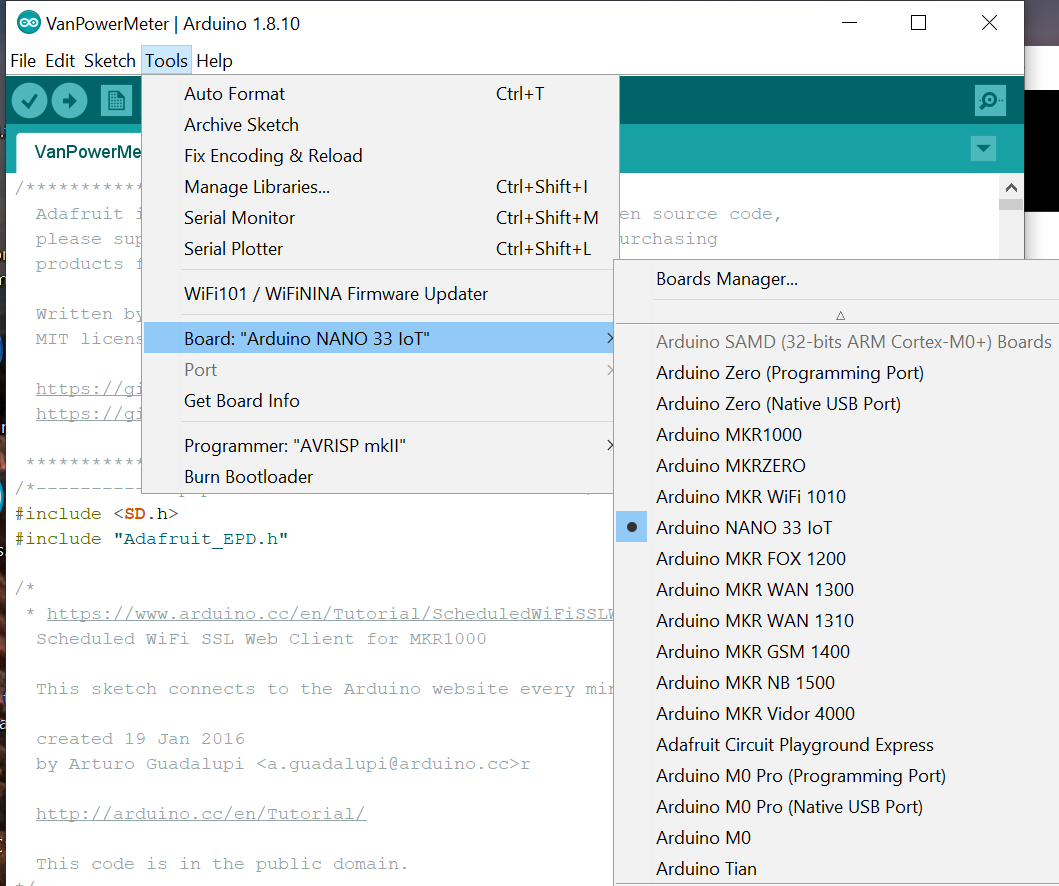 VanPowerMeter | Arduino 1.8.10
File Edit Sketch Tools Help
Auto Format Ctrl+T
Archive Sketch
Fix Encoding & Reload
Manage Libraries... Ctrl+Shift+I
Serial Monitor Ctrl+Shift+M
Serial Plotter Ctrl+Shift+L
WiFi101 / WiFiNINA Firmware Updater
Board: "Arduino NANO 33 IoT"
Port
Get Board Info
Programmer: "AVRISP mkII"
Burn Bootloader
Boards Manager...
Arduino SAMD (32-bits ARM Cortex-M0+) Boards
Arduino Zero (Programming Port)
Arduino Zero (Native USB Port)
Arduino MKR1000
Arduino MKRZERO
Arduino MKR WiFi 1010
Arduino NANO 33 IoT
Arduino MKR FOX 1200
Arduino MKR WAN 1300
Arduino MKR WAN 1310
Arduino MKR GSM 1400
Arduino MKR NB 1500
Arduino MKR Vidor 4000
Adafruit Circuit Playground Express
Arduino M0 Pro (Programming Port)
Arduino M0 Pro (Native USB Port)
Arduino M0
Arduino Tian
VanPowerMe
/************
Adafruit i en source code,
please sup urchasing
products f
Written by
MIT licens
https://gi
https://gi
************
/*-----------
#include <SD.h>
#include "Adafruit_EPD.h"
/*
* https://www.arduino.cc/en/Tutorial/ScheduledWiFiSSLW
Scheduled WiFi SSL Web Client for MKR1000
This sketch connects to the Arduino website every min
created 19 Jan 2016
by Arturo Guadalupi <a.guadalupi@arduino.cc>r
http://arduino.cc/en/Tutorial/
This code is in the public domain.
*/